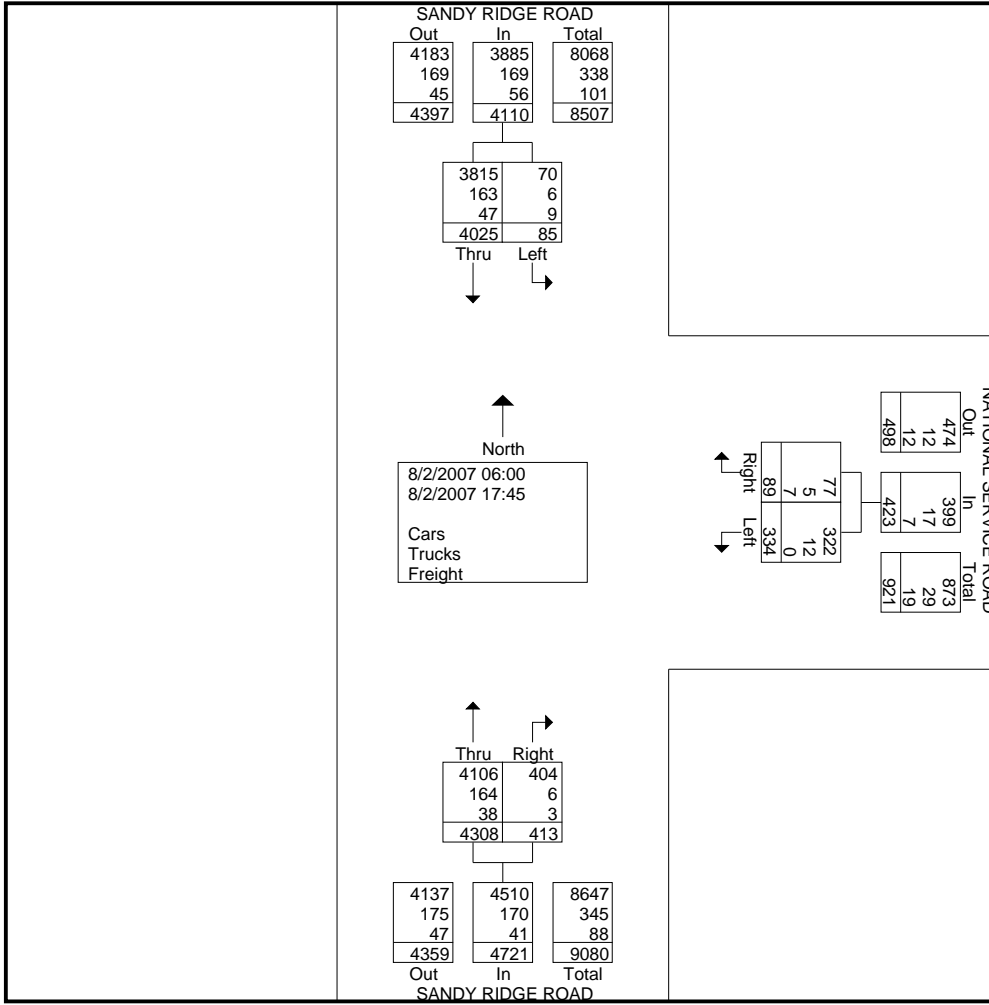 SANDY RIDGE ROAD
Out In Total
4183 3885 8068
169 169 338
45 56 101
4397 4110 8507
3815 70
163 6
47 9
4025 85
Thru Left
North
8/2/2007 06:00
8/2/2007 17:45
Cars
Trucks
Freight
NATIONAL SERVICE ROAD
Out In Total
474 399 873
12 17 29
12 7 19
498 423 921
77 322
5 12
7 0
89 334
Right Left
Thru Right
4106 404
164 6
38 3
4308 413
4137 4510 8647
175 170 345
47 41 88
4359 4721 9080
Out In Total
SANDY RIDGE ROAD